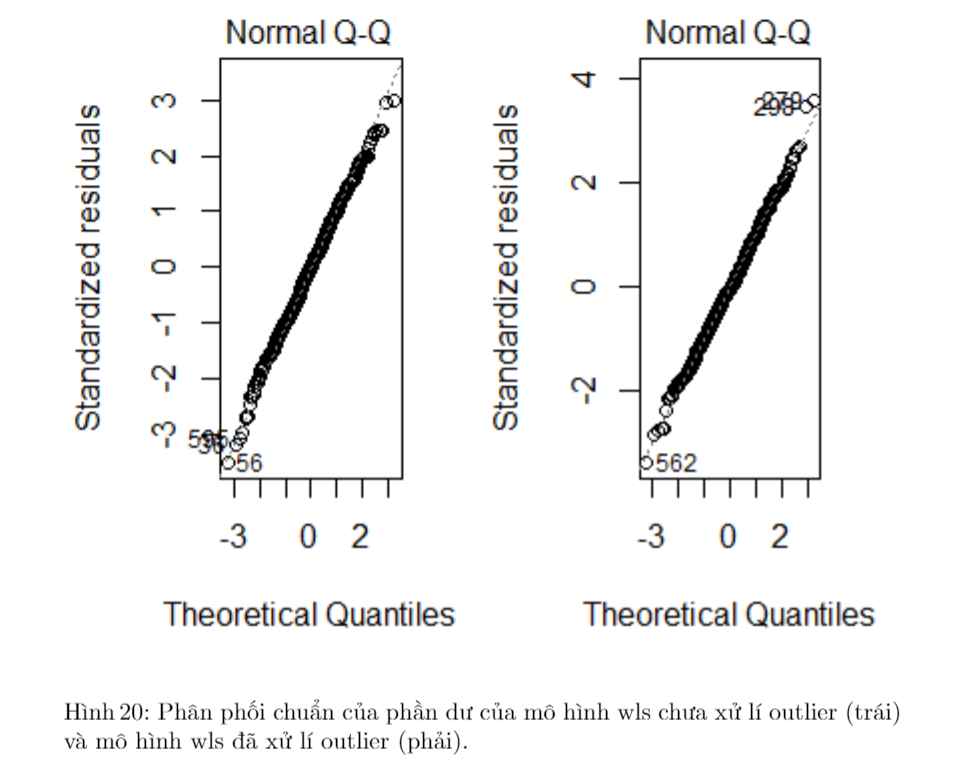 Normal Q-Q
Normal Q-Q
Standardized residuals
3
2
1
0
-1
-2
-3
56
-3 0 2
Theoretical Quantiles
Standardized residuals
4
2
0
-2
562
-3 0 2
Theoretical Quantiles
Hình 20: Phân phối chuẩn của phần dư của mô hình wls chưa xử lí outlier (trái)
và mô hình wls đã xử lí outlier (phải).